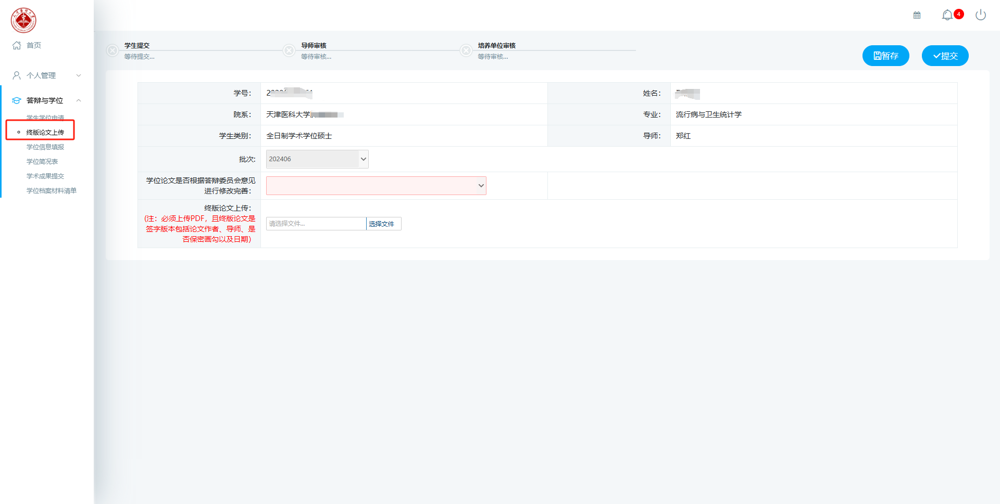 首页
个人管理
答辩与学位
学生学位申请
终版论文上传
学位信息填报
学位简况表
学术成果提交
学位档案材料清单
4
学生提交
等待提交...
导师审核
等待审核...
培养单位审核
等待审核...
暂存
提交
学号：
姓名：
院系： 天津医科大学
专业： 流行病与卫生统计学
学生类别： 全日制学术学位硕士
导师： 郑红
批次: 202406
学位论文是否根据答辩委员会意见
进行修改完善：
终版论文上传：
(注：必须上传PDF，且终版论文是
签字版本包括论文作者、导师、是
否保密画勾以及日期）
请选择文件... 选择文件